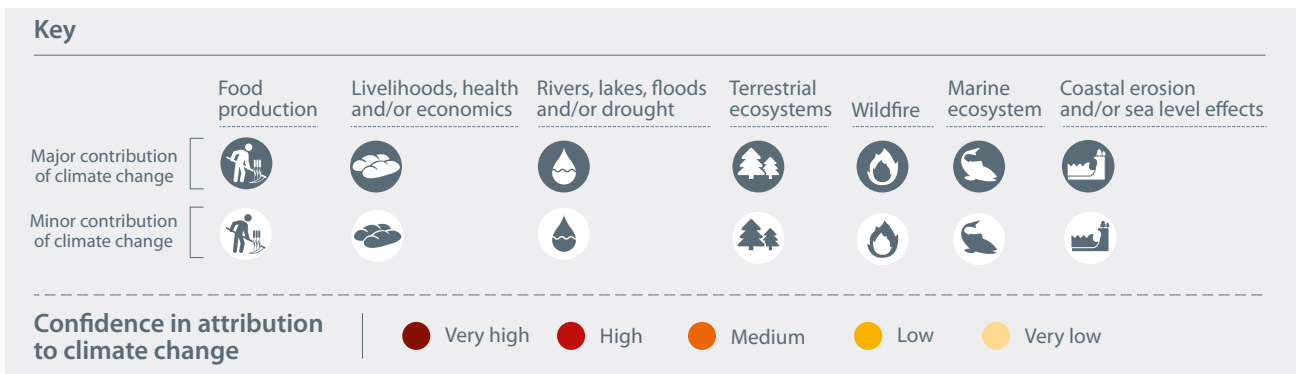 Key
Food
production
Livelihoods, health
and/or economics
Rivers, lakes, floods
and/or drought
Terrestrial
ecosystems
Wildfire
Marine
ecosystem
Coastal erosion
and/or sea level effects
Major contribution
of climate change
Minor contribution
of climate change
Confidence in attribution
to climate change
Very high
High
Medium
Low
Very low